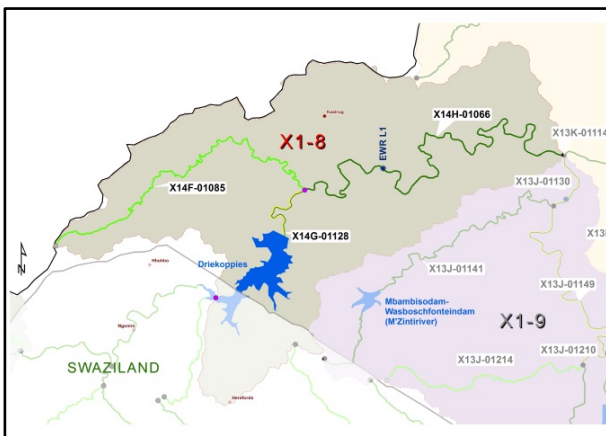 X1-8
EWR L1
X14H-01066
X13K-01114
X14F-01085
X13J-01130
X14G-01128
Driekoppies
X13J-01141
X13J-01149
Mbambisodam-
Wasboschfonteindam
(M'Zintiriver)
X1-9
X13J-01210
X13J-01214
SWAZILAND